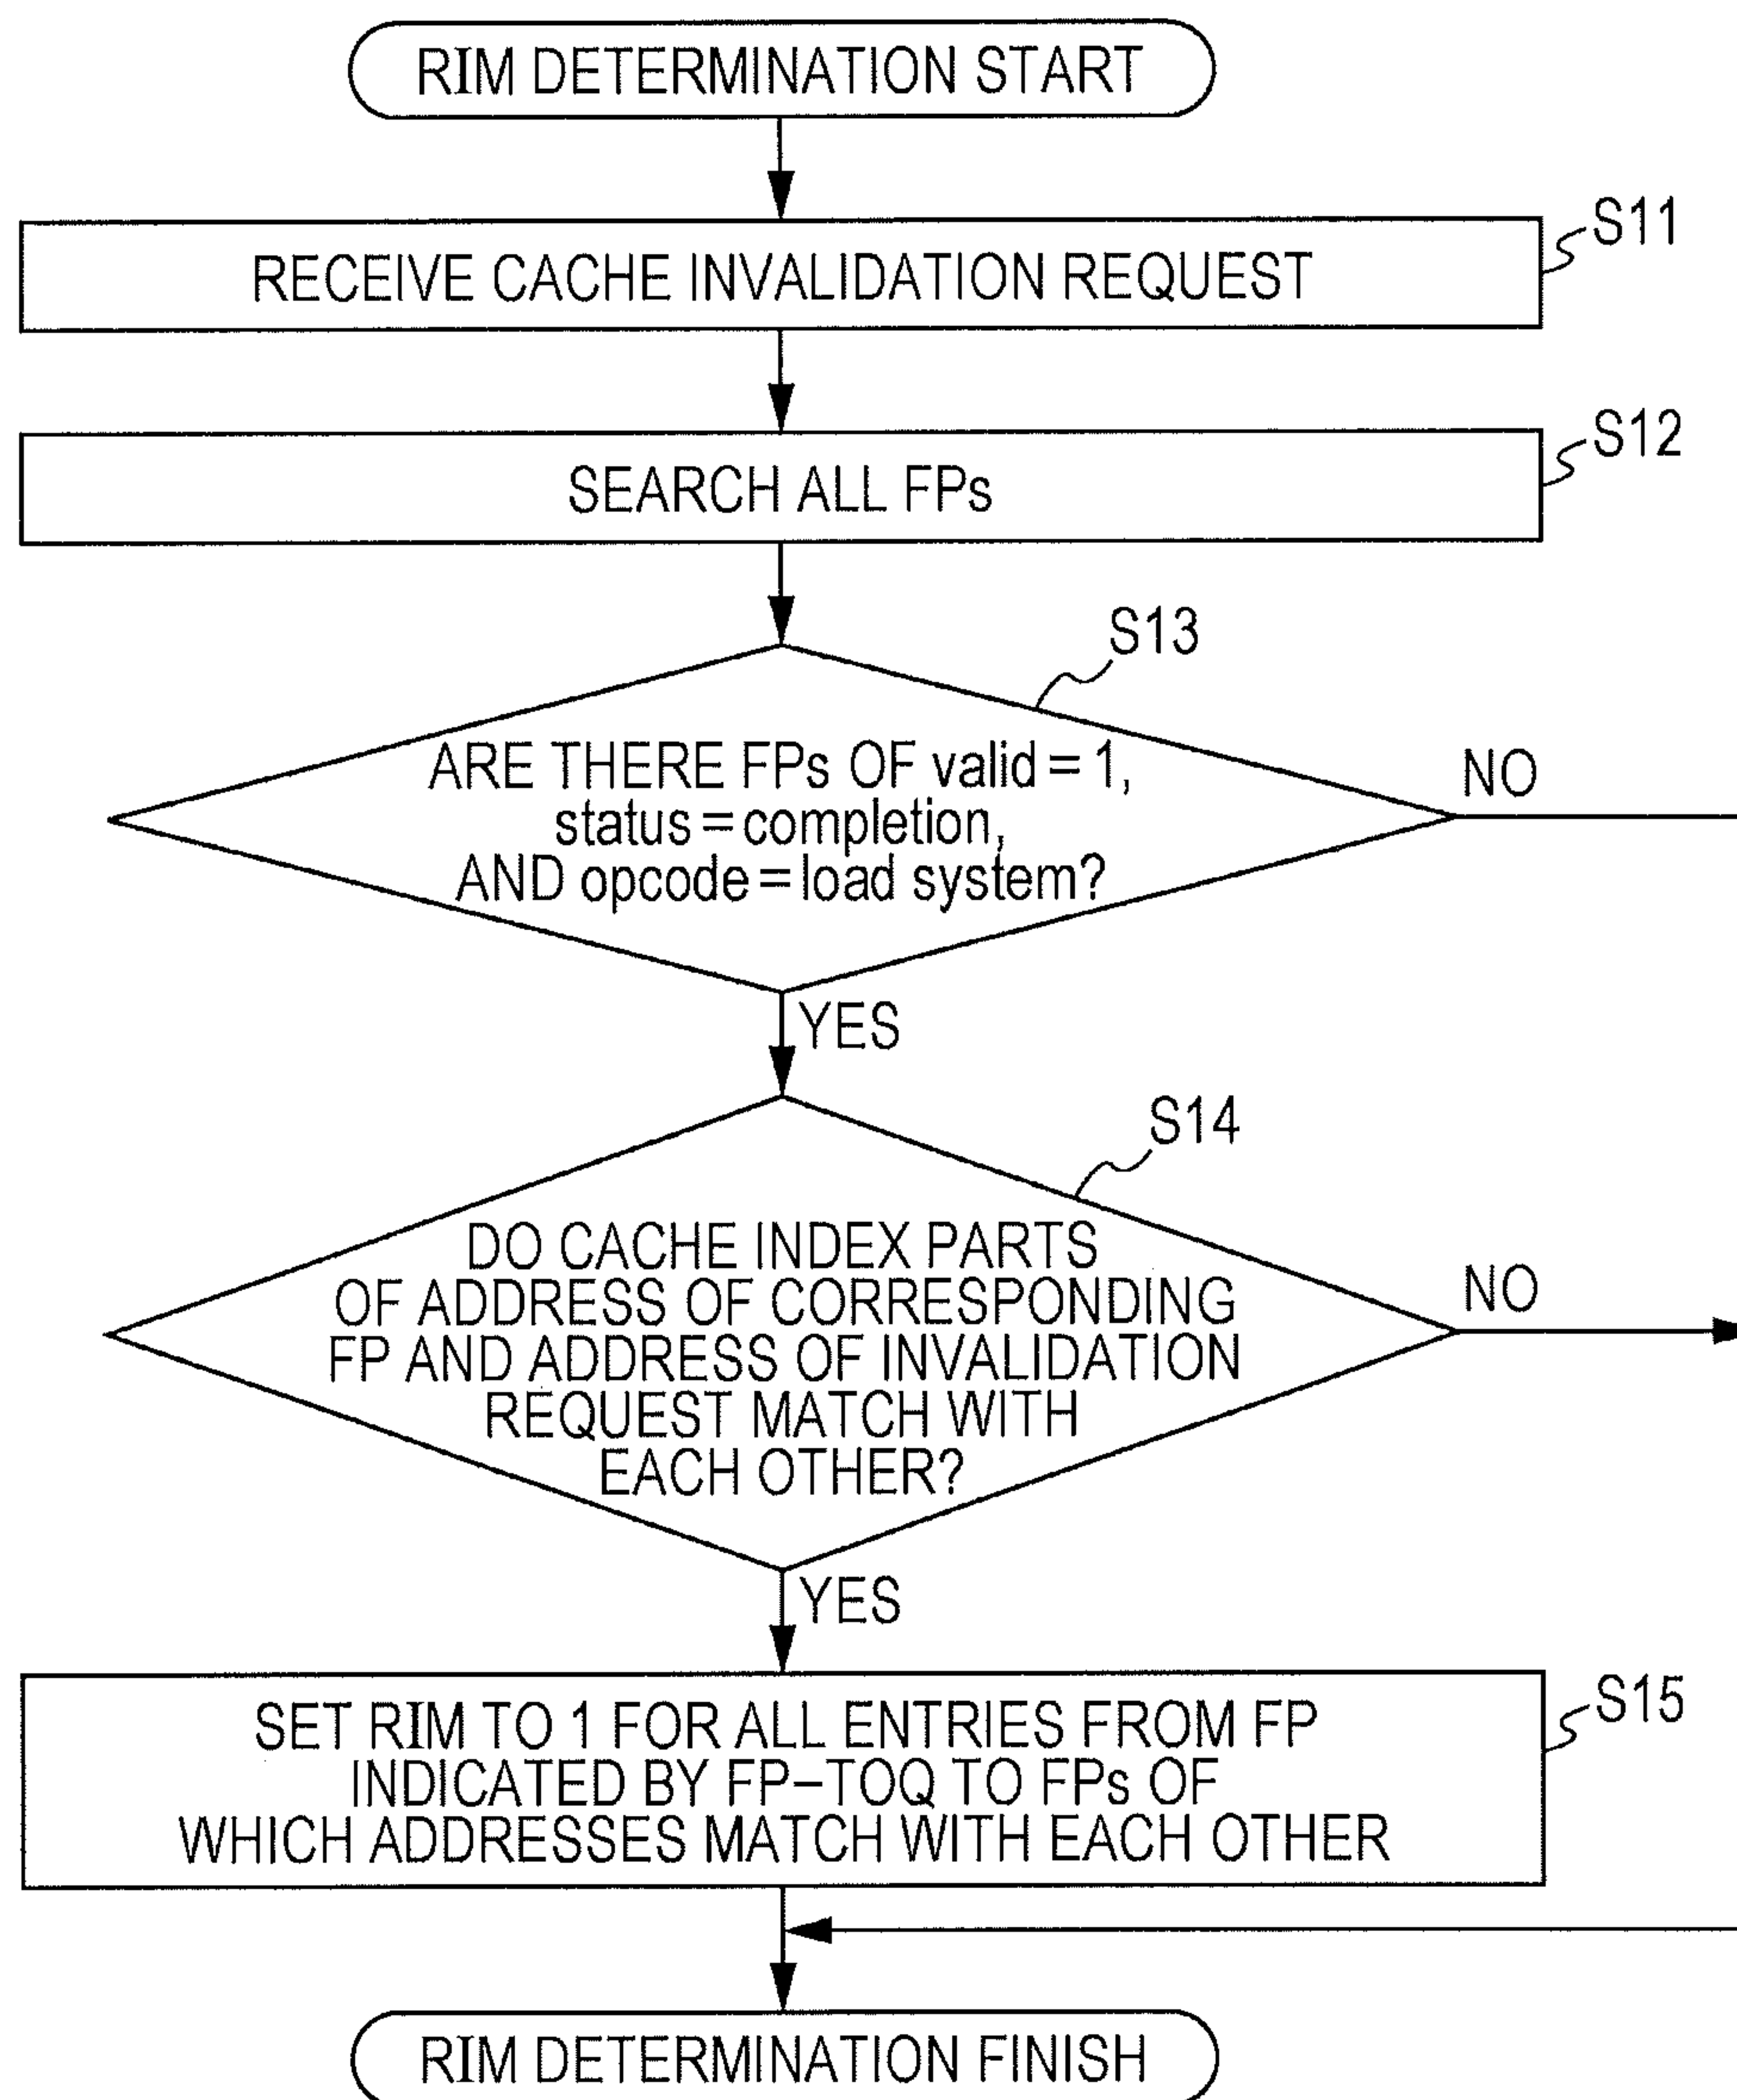 RIM DETERMINATION START
S11
RECEIVE CACHE INVALIDATION REQUEST
S12
SEARCH ALL FPs
S13
ARE THERE FPs OF valid = 1,
status = completion,
AND opcode = load system?
NO
YES
S14
DO CACHE INDEX PARTS
OF ADDRESS OF CORRESPONDING
FP AND ADDRESS OF INVALIDATION
REQUEST MATCH WITH
EACH OTHER?
NO
YES
S15
SET RIM TO 1 FOR ALL ENTRIES FROM FP
INDICATED BY FP–TOQ TO FPs OF
WHICH ADDRESSES MATCH WITH EACH OTHER
RIM DETERMINATION FINISH